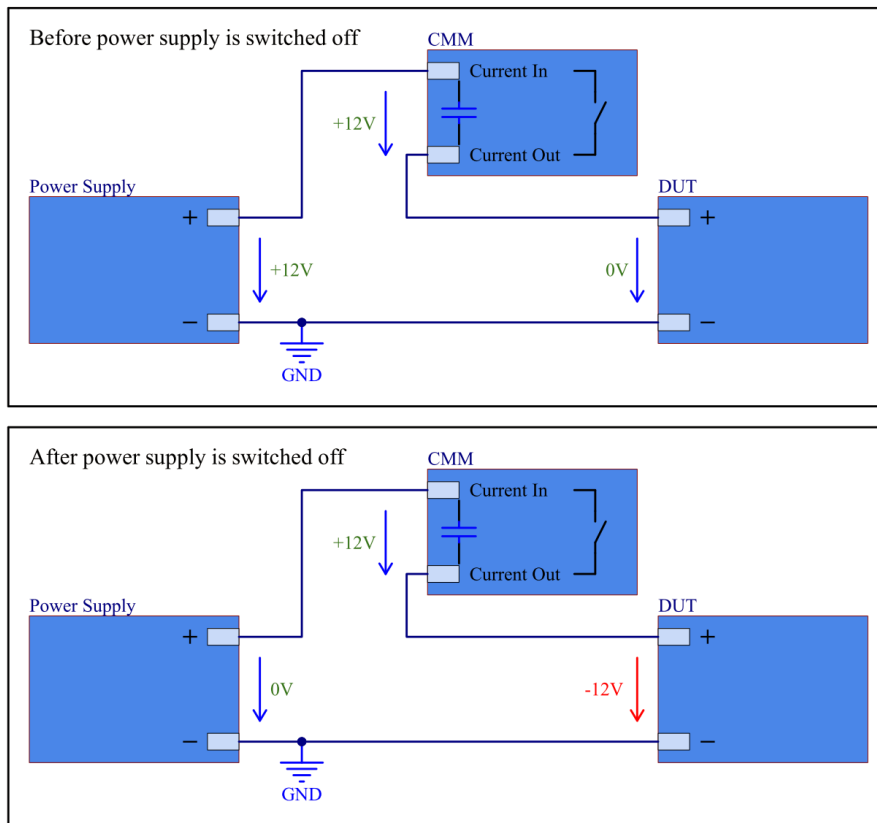 Before power supply is switched off
CMM
Current In
+12V
Current Out
Power Supply
DUT
+
+
+12V
0V
−
−
GND
After power supply is switched off
CMM
Current In
+12V
Current Out
Power Supply
DUT
+
+
0V
-12V
−
−
GND